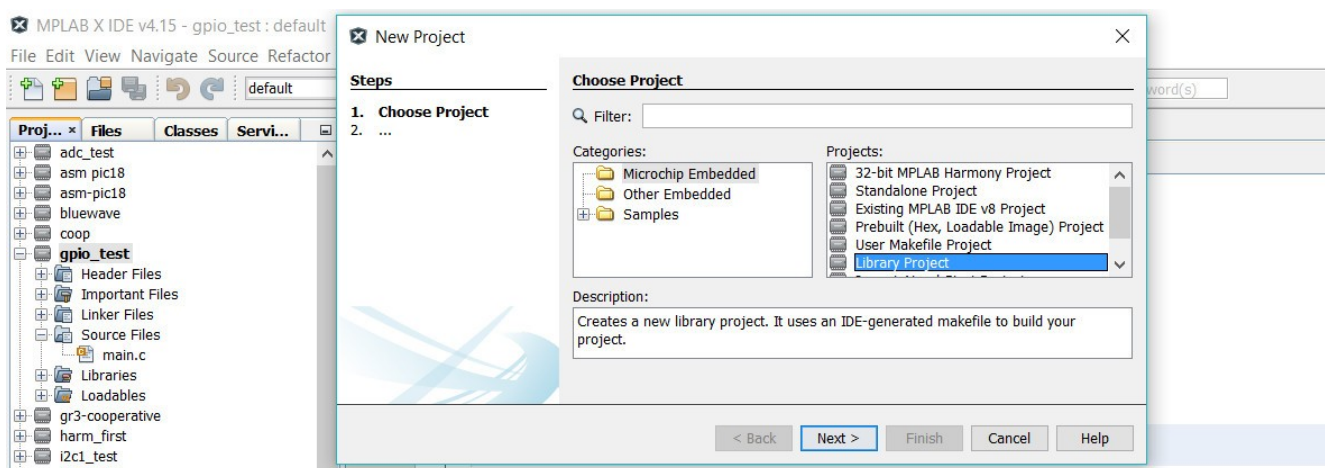 MPLAB X IDE v4.15 - gpio_test : default
File Edit View Navigate Source Refactor
default
Proj... × Files Classes Servi...
adc_test
asm pic18
asm-pic18
bluewave
coop
gpio_test
Header Files
Important Files
Linker Files
Source Files
main.c
Libraries
Loadables
gr3-cooperative
harm_first
i2c1_test
New Project
Steps
1. Choose Project
2. ...
Choose Project
Filter:
Categories:
Microchip Embedded
Other Embedded
Samples
Projects:
32-bit MPLAB Harmony Project
Standalone Project
Existing MPLAB IDE v8 Project
Prebuilt (Hex, Loadable Image) Project
User Makefile Project
Library Project
Description:
Creates a new library project. It uses an IDE-generated makefile to build your
project.
< Back Next > Finish Cancel Help
word(s)